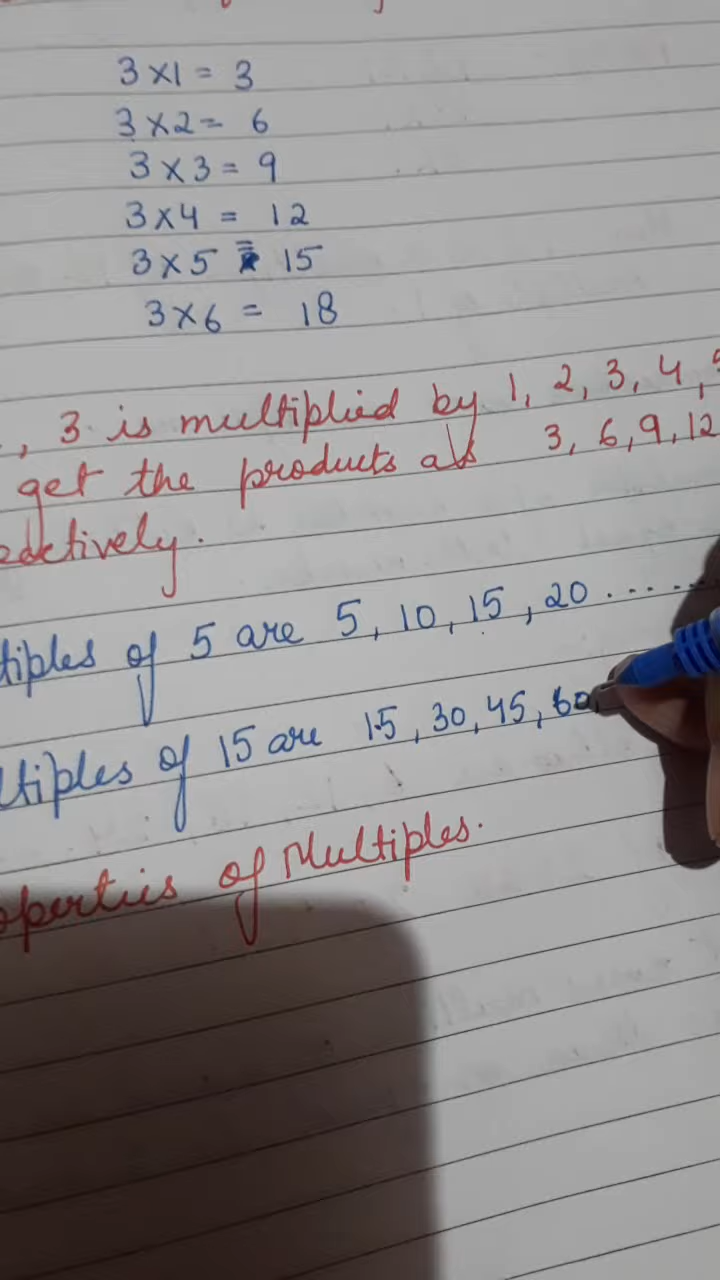 3 x 1 = 3
3 x 2 = 6
3 x 3 = 9
3 x 4 = 12
3 x 5 = 15
3 x 6 = 18
, 3 is multiplied by 1, 2, 3, 4,
get the products as 3, 6, 9, 12
ectively.
tiples of 5 are 5, 10, 15, 20 ......
ltiples of 15 are 15, 30, 45, 60,
operties of Multiples.